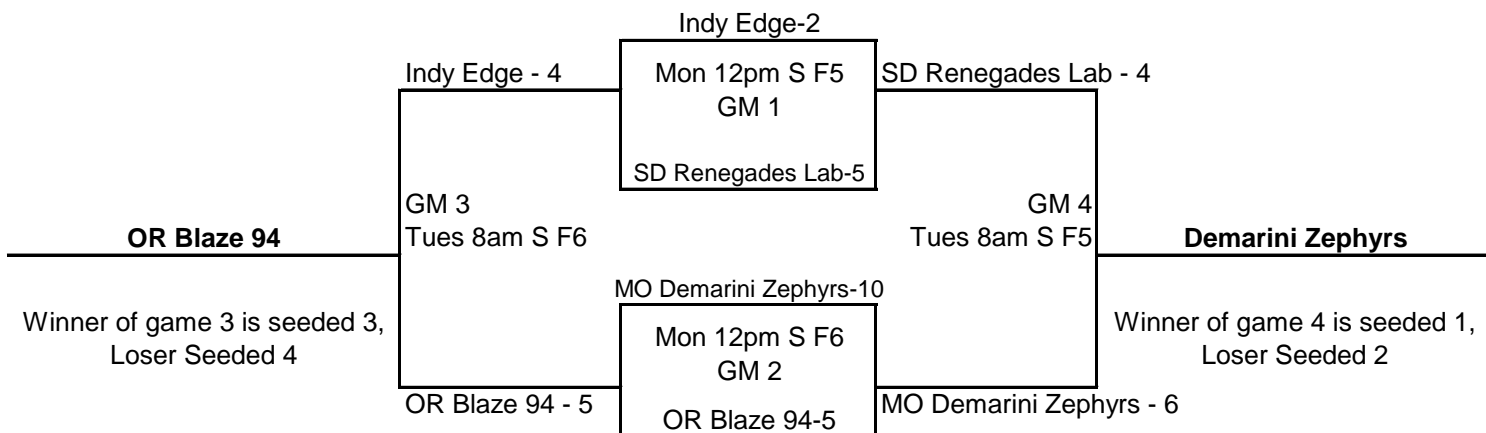 Indy Edge-2
Indy Edge - 4
Mon 12pm S F5
SD Renegades Lab - 4
GM 1
SD Renegades Lab-5
GM 3
GM 4
OR Blaze 94
Tues 8am S F6
Tues 8am S F5
Demarini Zephyrs
MO Demarini Zephyrs-10
Winner of game 3 is seeded 3,
Loser Seeded 4
Mon 12pm S F6
GM 2
Winner of game 4 is seeded 1,
Loser Seeded 2
OR Blaze 94 - 5
OR Blaze 94-5
MO Demarini Zephyrs - 6